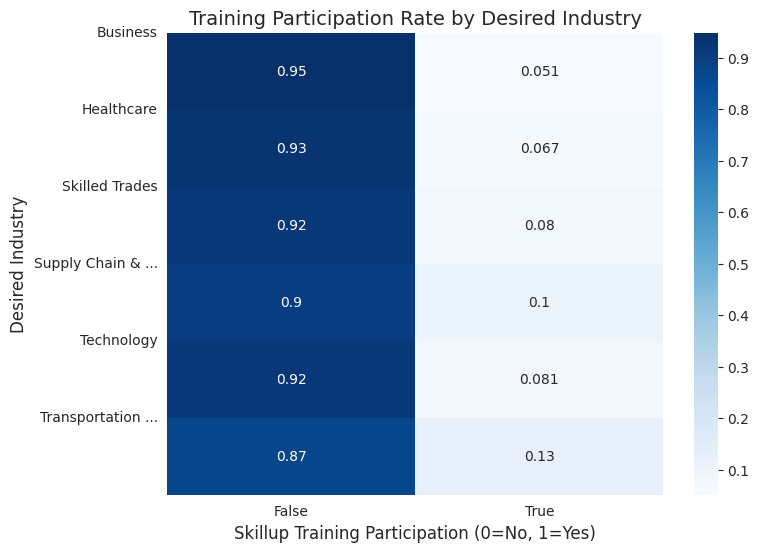 Training Participation Rate by Desired Industry
Business
Healthcare
Skilled Trades
Supply Chain & ...
Technology
Transportation ...
Desired Industry
0.95 0.051
0.93 0.067
0.92 0.08
0.9 0.1
0.92 0.081
0.87 0.13
False True
Skillup Training Participation (0=No, 1=Yes)
0.9
0.8
0.7
0.6
0.5
0.4
0.3
0.2
0.1